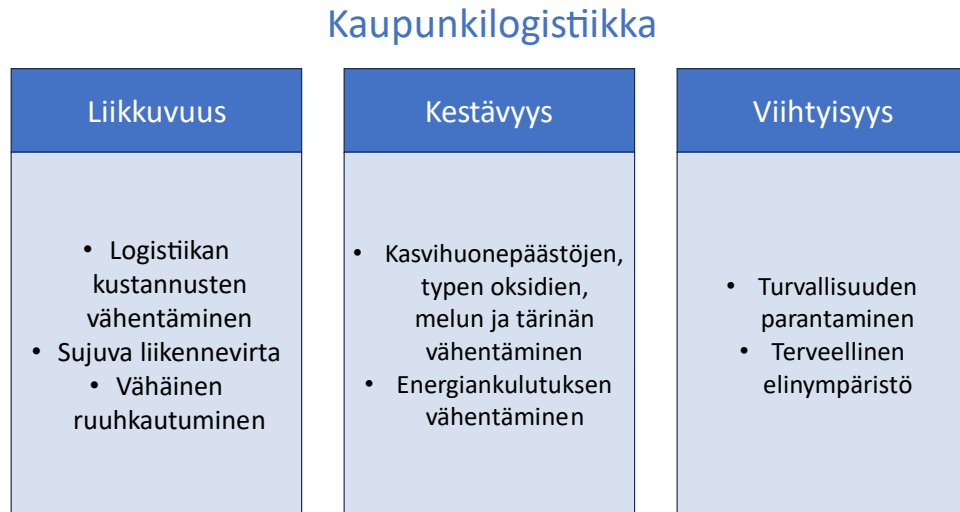 Kaupunkilogistiikka
Liikkuvuus
• Logistiikan
kustannusten
vähentäminen
• Sujuva liikennevirta
• Vähäinen
ruuhkautuminen
Kestävyys
• Kasvihuonepäästöjen,
typen oksidien,
melun ja tärinän
vähentäminen
• Energiankulutuksen
vähentäminen
Viihtyisyys
• Turvallisuuden
parantaminen
• Terveellinen
elinympäristö